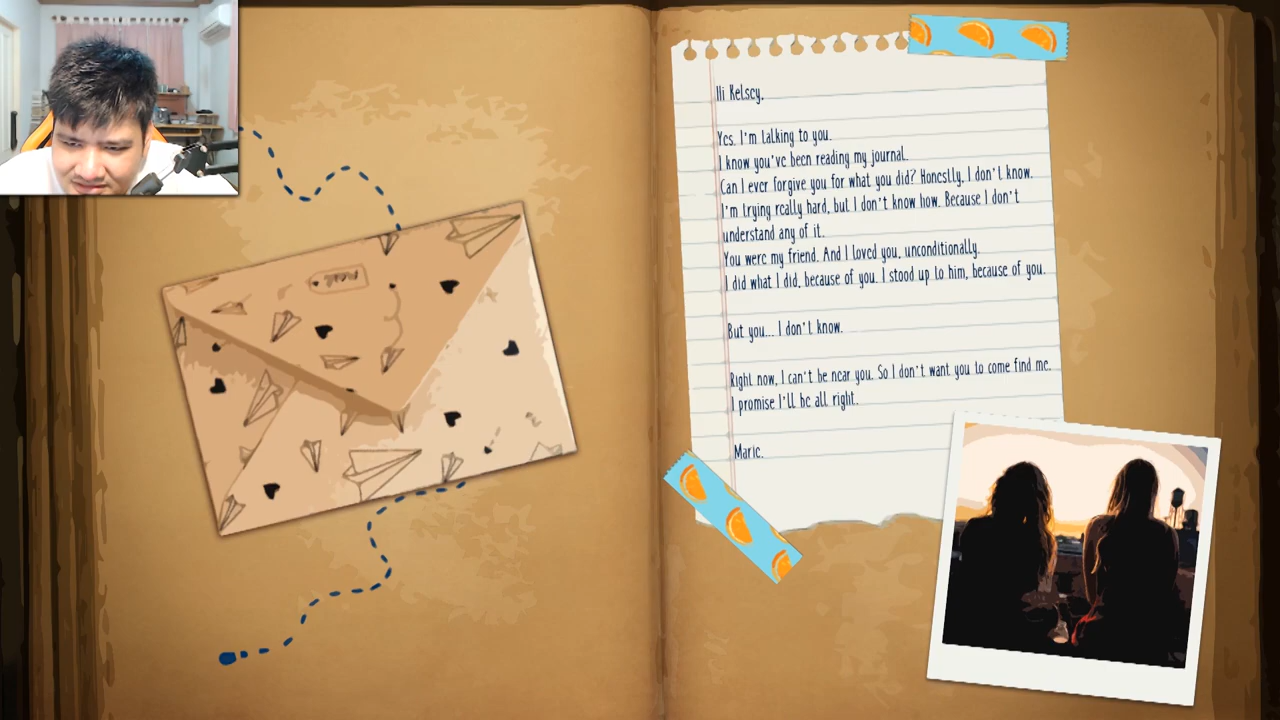 Hi Kelscy,
Yes. I'm talking to you.
I know you've been reading my journal.
Can I ever forgive you for what you did? Honestly, I don't know.
I'm trying really hard, but I don't know how. Because I don't
understand any of it.
You were my friend. And I loved you, unconditionally.
I did what I did, because of you. I stood up to him, because of you.
But you... I don't know.
Right now, I can't be near you. So I don't want you to come find me.
I promise I'll be all right.
Marie.